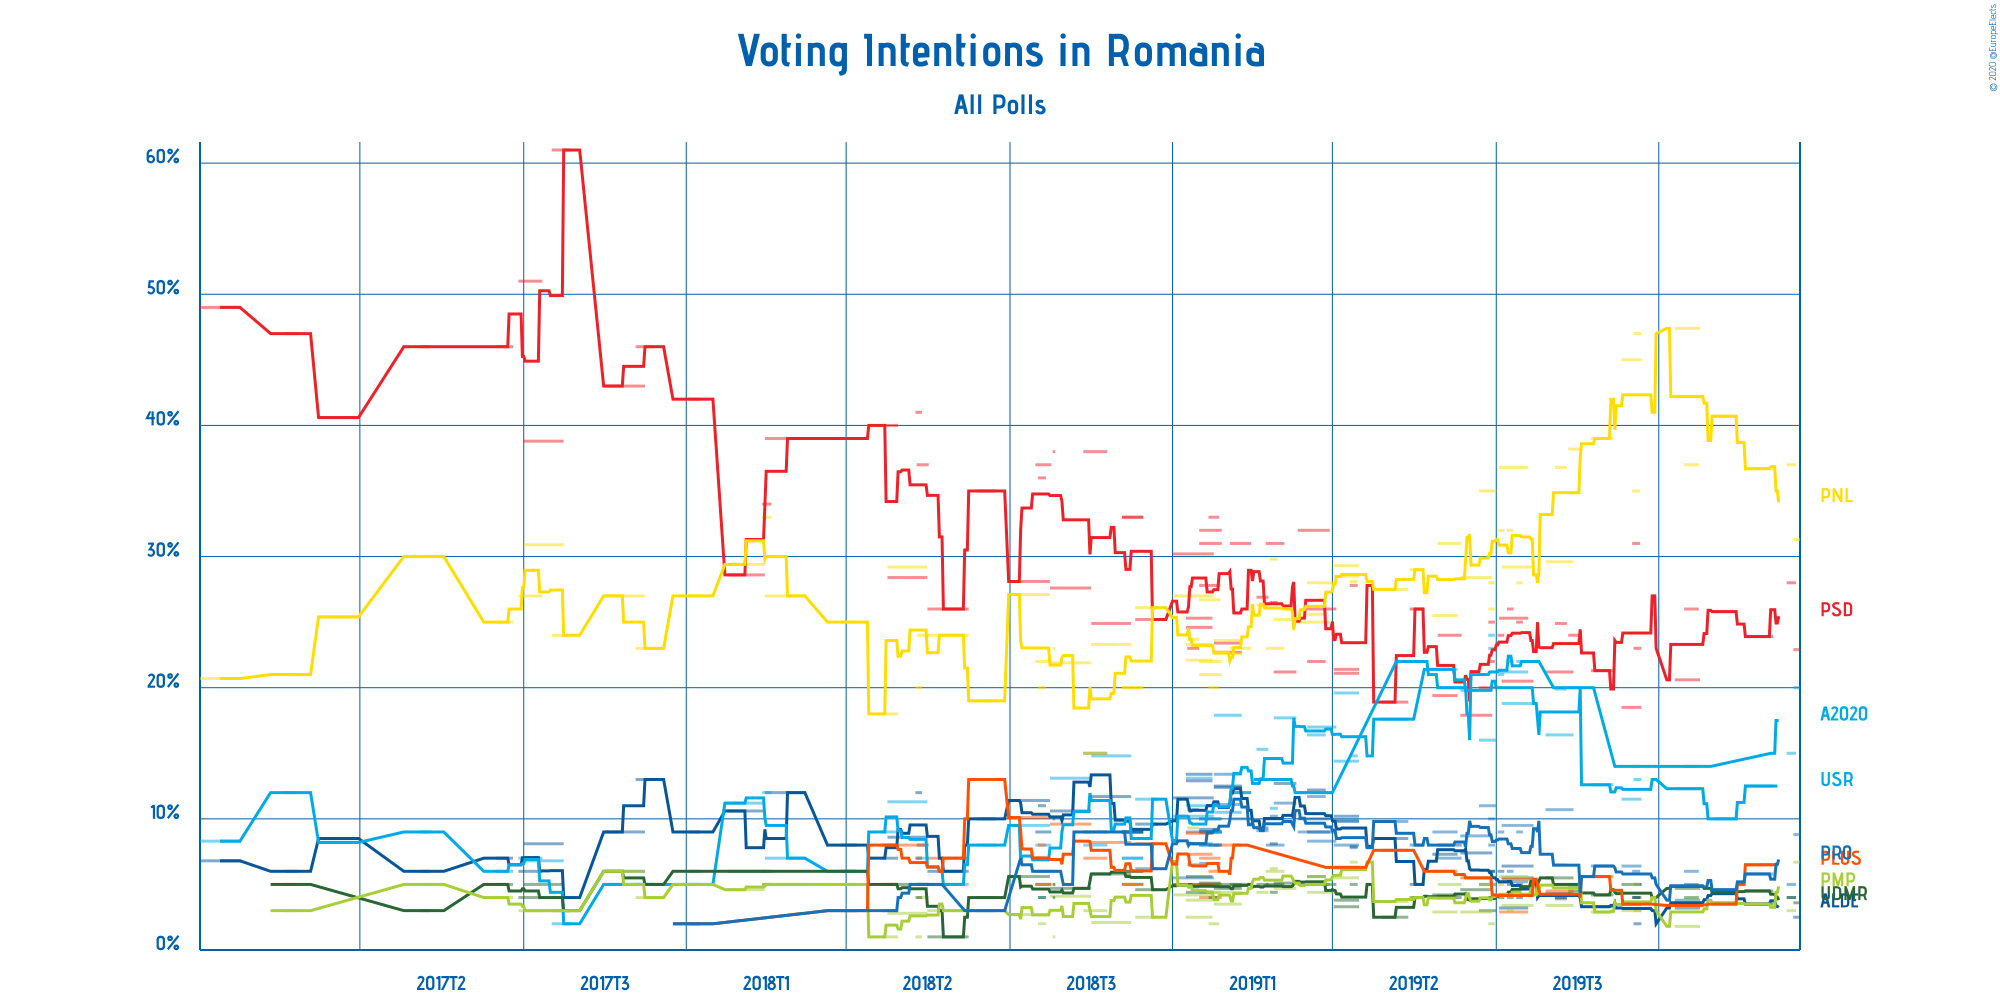 © 2020 @EuropeElects
Voting Intentions in Romania
All Polls
60%
50%
40%
30%
20%
10%
0%
PNL
PSD
A2020
USR
PRO
PLUS
PMP
UDMR
ALDE
2017T2
2017T3
2018T1
2018T2
2018T3
2019T1
2019T2
2019T3